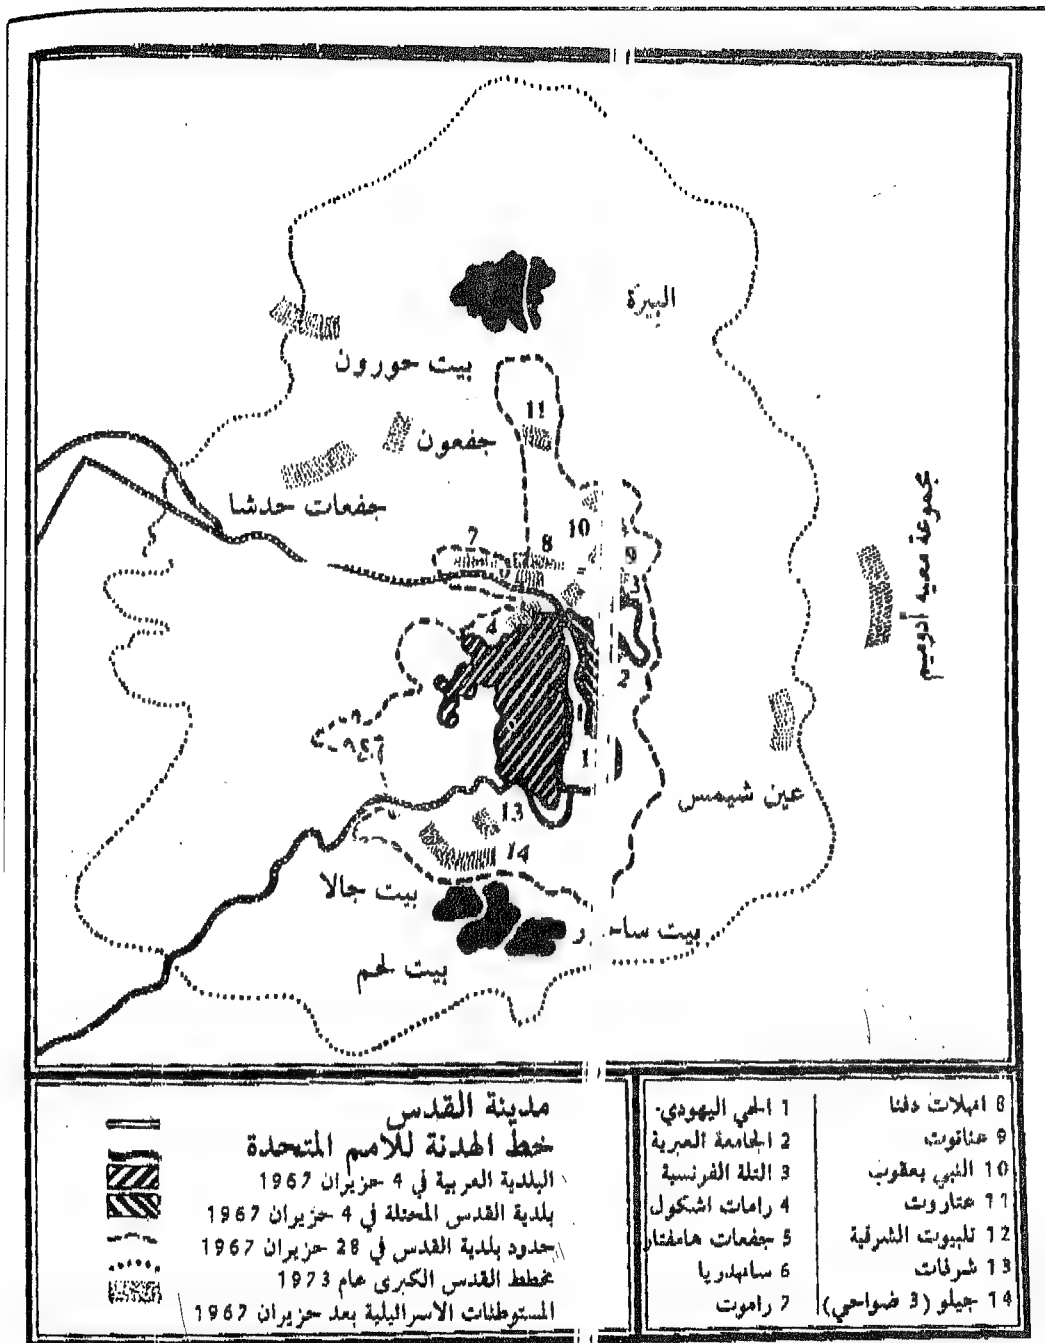 البيرة
بيت حورون
11
جفعون
جفعات حدشا
10
7
8
9
مجموعة معيه أدوميم
4
2
1
عين شيمس
13
14
بيت جالا
بيت لحم
مدينة القدس
خط الهدنة للأمم المتحدة
البلدية العربية في 4 حزيران 1967
بلدية القدس المحتلة في 4 حزيران 1967
حدود بلدية القدس في 28 حزيران 1967
مخطط القدس الكبرى عام 1973
المستوطنات الاسرائيلية بعد حزيران 1967
1 الحي اليهودي
2 الجامعة العبرية
3 التلة الفرنسية
4 رامات اشكول
5 جفعات هامفتار
6 سانهدريا
7 راموت
8 امهلات دفنا
9 عناتوت
10 النبي يعقوب
11 عتاروت
12 تلبيوت الشرقية
13 شرفات
14 جيلو (3 ضواحي)